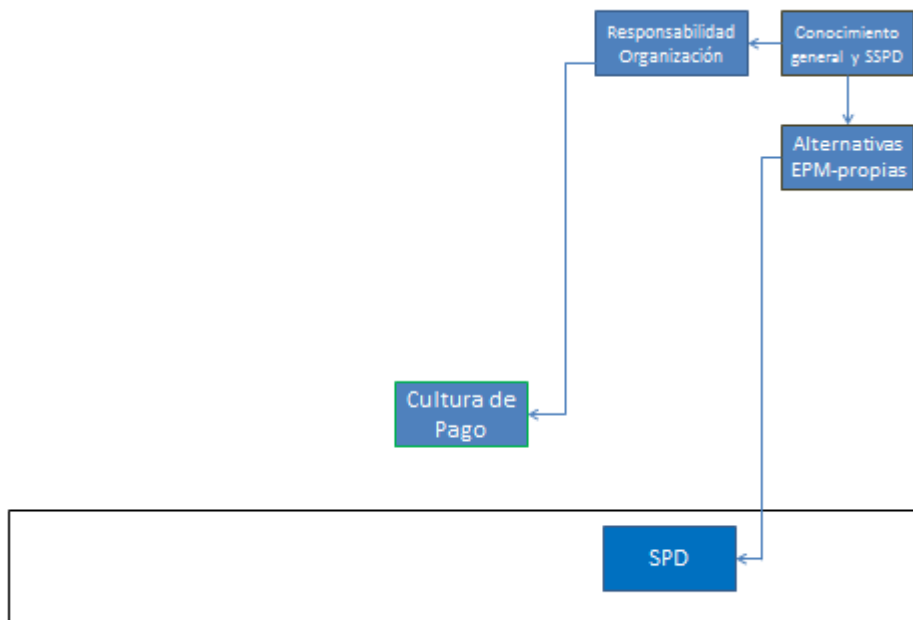 Responsabilidad
Organización
Conocimiento
general y SSPD
Alternativas
EPM-propias
Cultura de
Pago
SPD